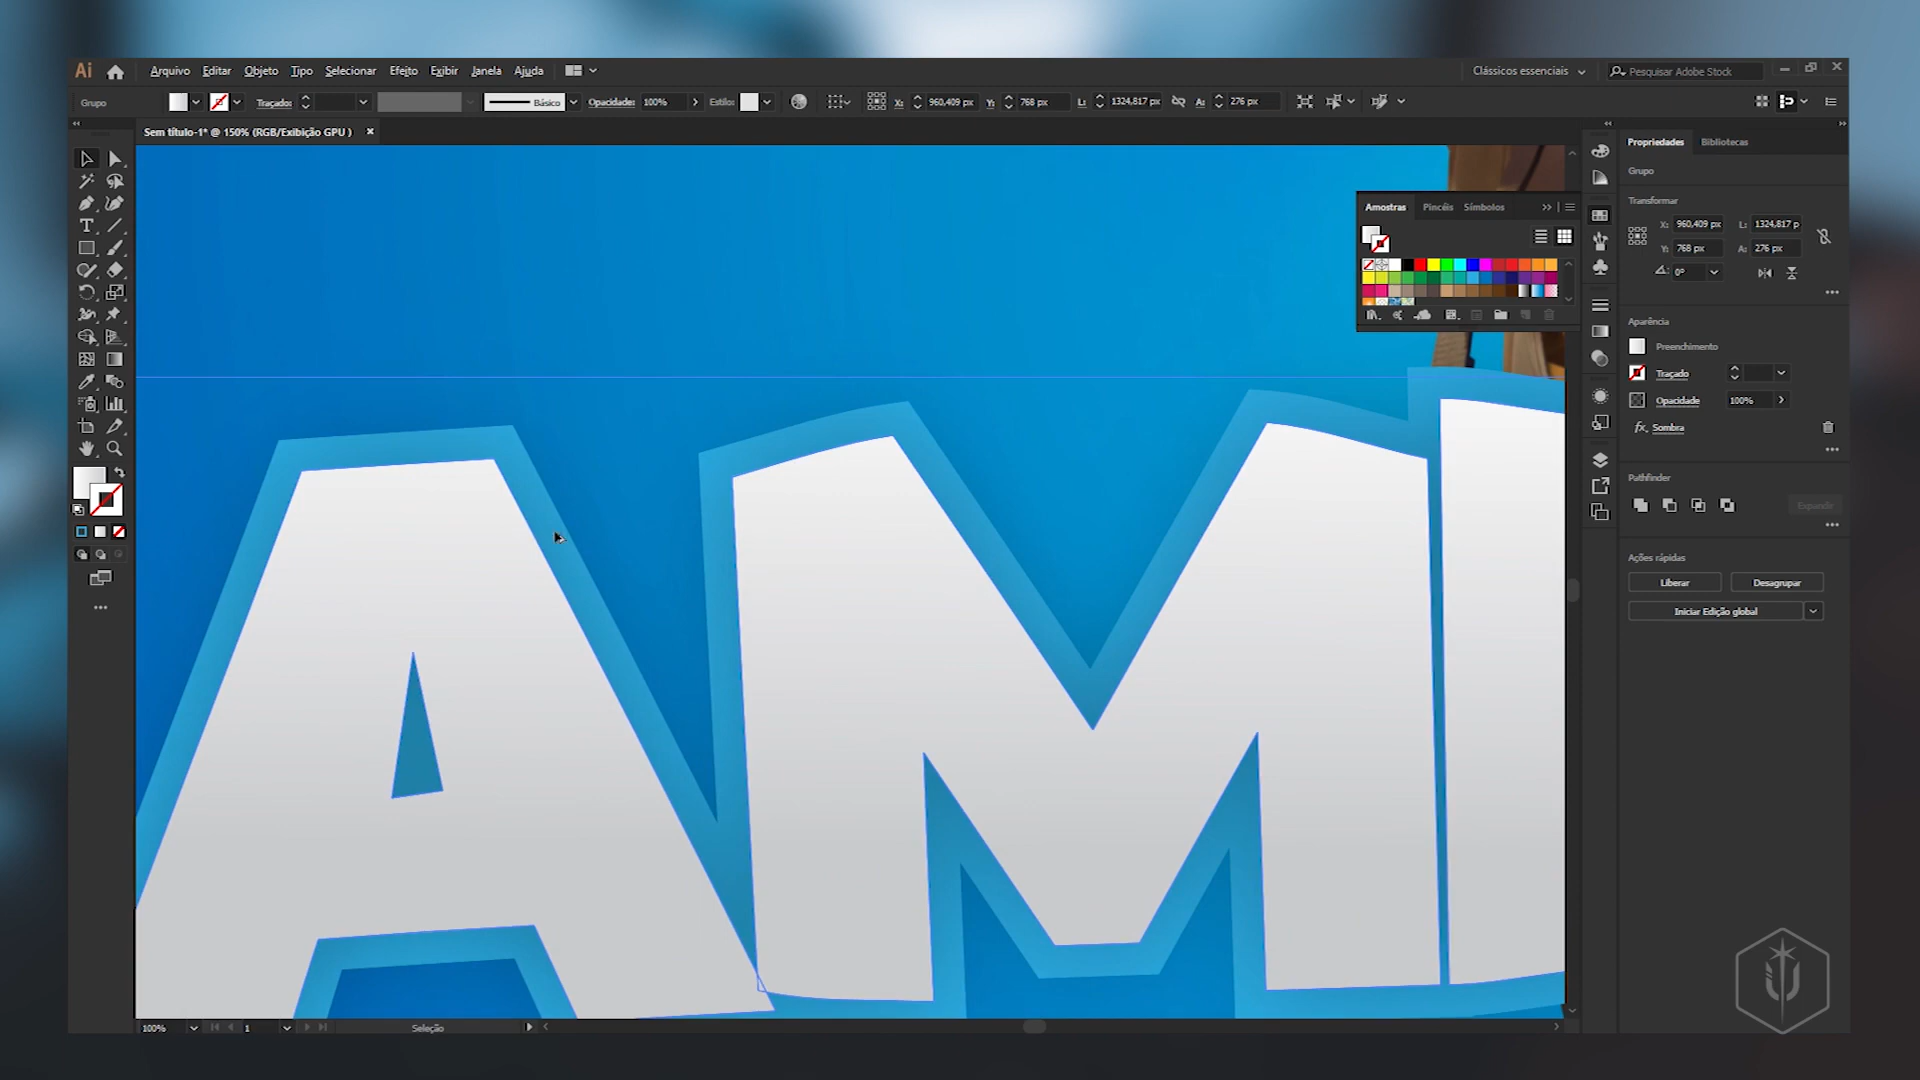 Ai Arquivo Editar Objeto Tipo Selecionar Efeito Exibir Janela Ajuda Clássicos essenciais Pesquisar Adobe Stock
Grupo Traçado: Básico Opacidade: 100% Estilo: X: 960,409 px Y: 768 px L: 1324,817 px A: 276 px
Sem título-1* @ 150% (RGB/Exibição GPU )
Propriedades Bibliotecas
Grupo
Transformar
X: 960,409 px L: 1324,817 p
Y: 768 px A: 276 px
0°
Amostras Pincéis Símbolos
Aparência
Preenchimento
Traçado
Opacidade 100%
fx Sombra
Pathfinder
Expandir
Ações rápidas
Liberar Desagrupar
Iniciar Edição global
AM
100% 1 Seleção